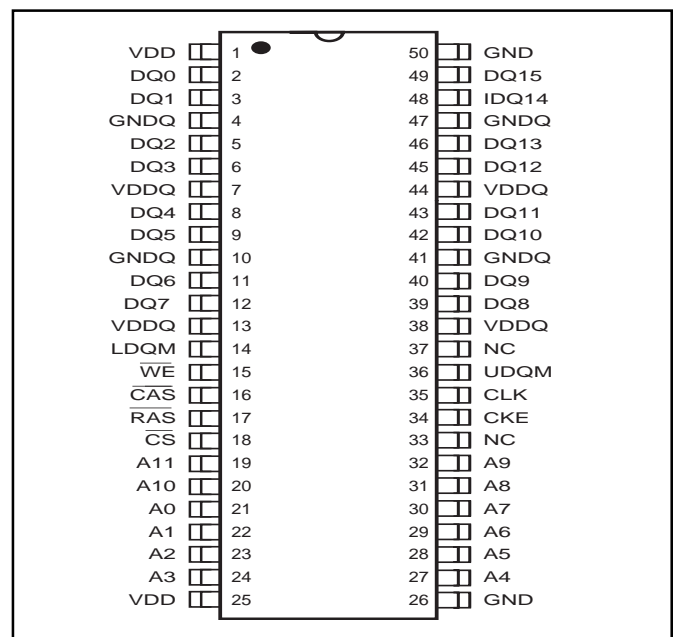 VDD 1 50 GND
DQ0 2 49 DQ15
DQ1 3 48 IDQ14
GNDQ 4 47 GNDQ
DQ2 5 46 DQ13
DQ3 6 45 DQ12
VDDQ 7 44 VDDQ
DQ4 8 43 DQ11
DQ5 9 42 DQ10
GNDQ 10 41 GNDQ
DQ6 11 40 DQ9
DQ7 12 39 DQ8
VDDQ 13 38 VDDQ
LDQM 14 37 NC
W̅E̅ 15 36 UDQM
C̅A̅S̅ 16 35 CLK
R̅A̅S̅ 17 34 CKE
C̅S̅ 18 33 NC
A11 19 32 A9
A10 20 31 A8
A0 21 30 A7
A1 22 29 A6
A2 23 28 A5
A3 24 27 A4
VDD 25 26 GND